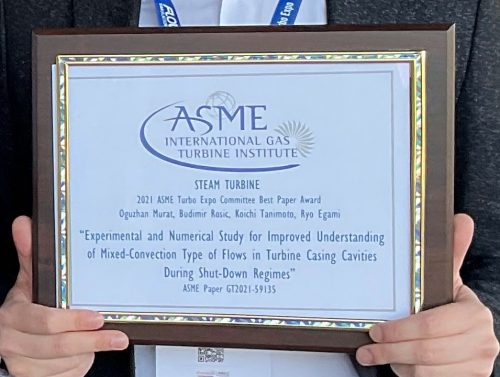 Turbo Expo
ASME
INTERNATIONAL GAS
TURBINE INSTITUTE
STEAM TURBINE
2021 ASME Turbo Expo Committee Best Paper Award
Oguzhan Murat, Budimir Rosic, Koichi Tanimoto, Ryo Egami
“Experimental and Numerical Study for Improved Understanding
of Mixed-Convection Type of Flows in Turbine Casing Cavities
During Shut-Down Regimes”
ASME Paper GT2021-59135